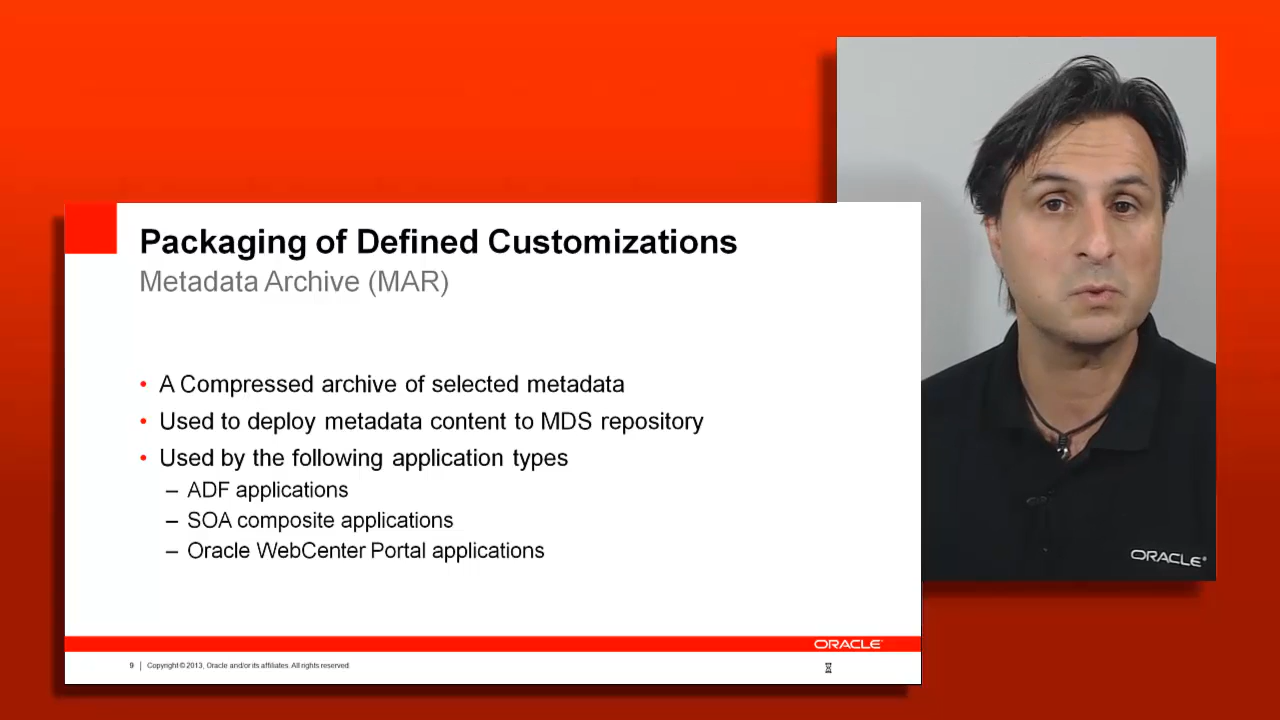 Packaging of Defined Customizations
Metadata Archive (MAR)
• A Compressed archive of selected metadata
• Used to deploy metadata content to MDS repository
• Used by the following application types
– ADF applications
– SOA composite applications
– Oracle WebCenter Portal applications
ORACLE®
ORACLE®
9 | Copyright © 2013, Oracle and/or its affiliates. All rights reserved.